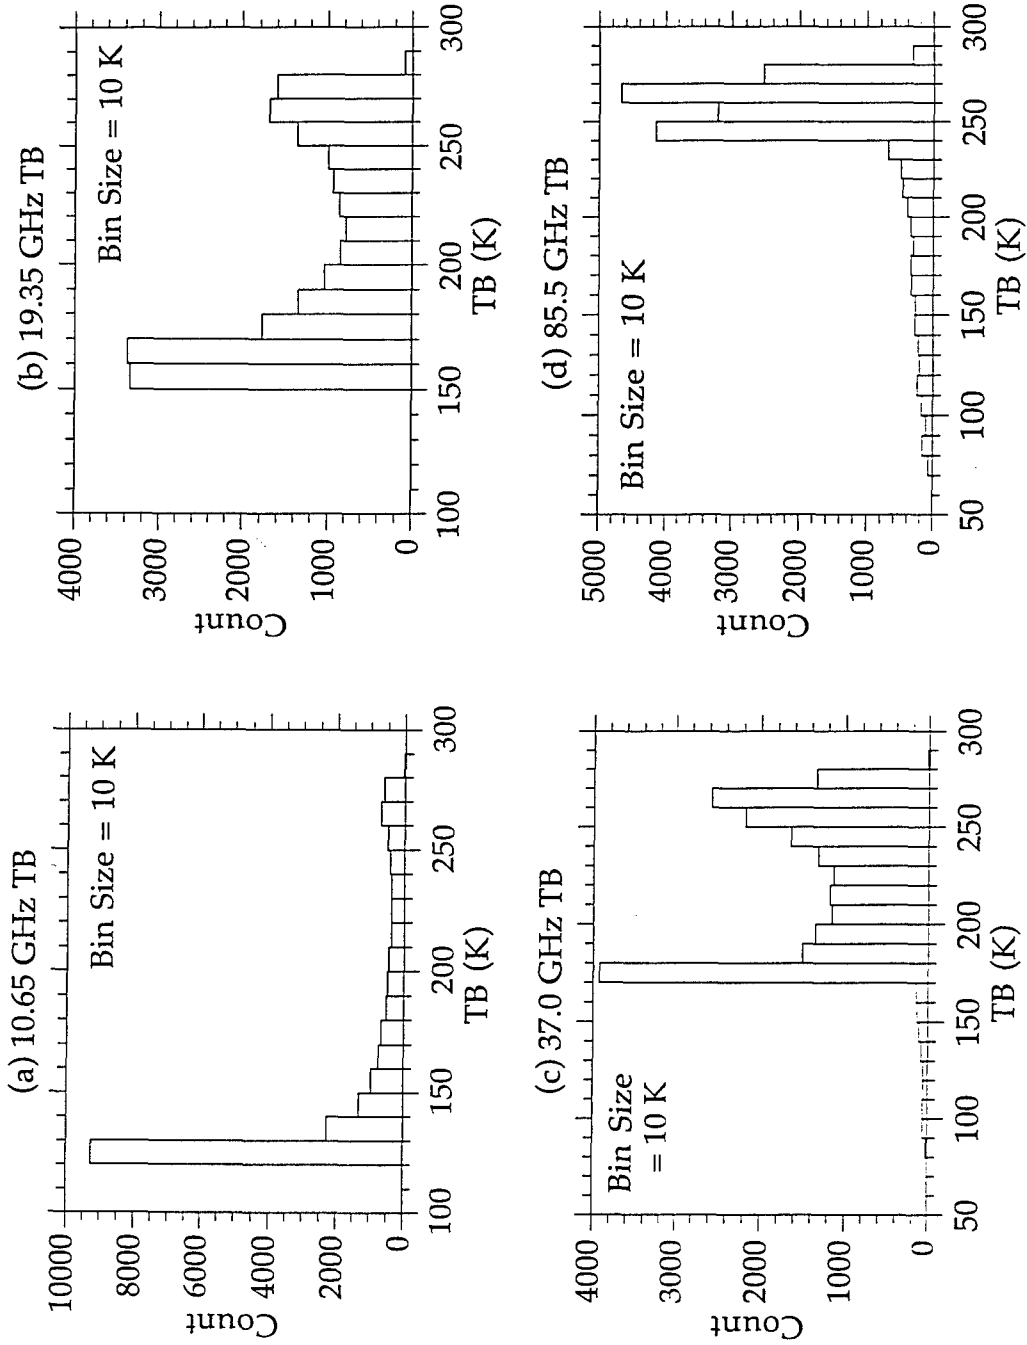 (a) 10.65 GHz TB
Bin Size = 10 K
Count
10000
8000
6000
4000
2000
0
100
150
200
250
300
TB (K)
(b) 19.35 GHz TB
Bin Size = 10 K
Count
4000
3000
2000
1000
0
100
150
200
250
300
TB (K)
(c) 37.0 GHz TB
Bin Size
= 10 K
Count
4000
3000
2000
1000
0
50
100
150
200
250
300
TB (K)
(d) 85.5 GHz TB
Bin Size = 10 K
Count
5000
4000
3000
2000
1000
0
50
100
150
200
250
300
TB (K)